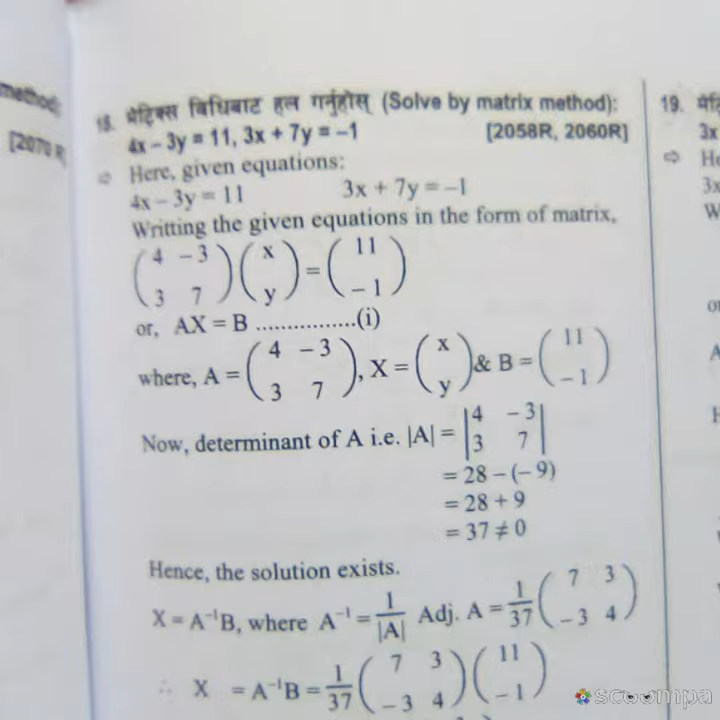 method)
[2070 R
18. मेट्रिक्स बिधिबाट हल गर्नुहोस् (Solve by matrix method):
4x – 3y = 11, 3x + 7y = –1 [2058R, 2060R]
⇨ Here, given equations:
4x – 3y = 11 3x + 7y = –1
Writting the given equations in the form of matrix,
( 4 – 3 ) ( x ) = ( 11 )
( 3 7 ) ( y ) ( – 1 )
or, AX = B ................(i)
where, A = ( 4 – 3 ; 3 7 ), X = ( x ; y ) & B = ( 11 ; – 1 )
Now, determinant of A i.e. |A| = | 4 – 3 ; 3 7 |
= 28 – (– 9)
= 28 + 9
= 37 ≠ 0
Hence, the solution exists.
X = A⁻¹B, where A⁻¹ = 1/|A| Adj. A = 1/37 ( 7 3 ; – 3 4 )
∴ X = A⁻¹B = 1/37 ( 7 3 ; – 3 4 ) ( 11 ; – 1 )
19.
3x
⇨ He
3x
W
or
A
scoompa